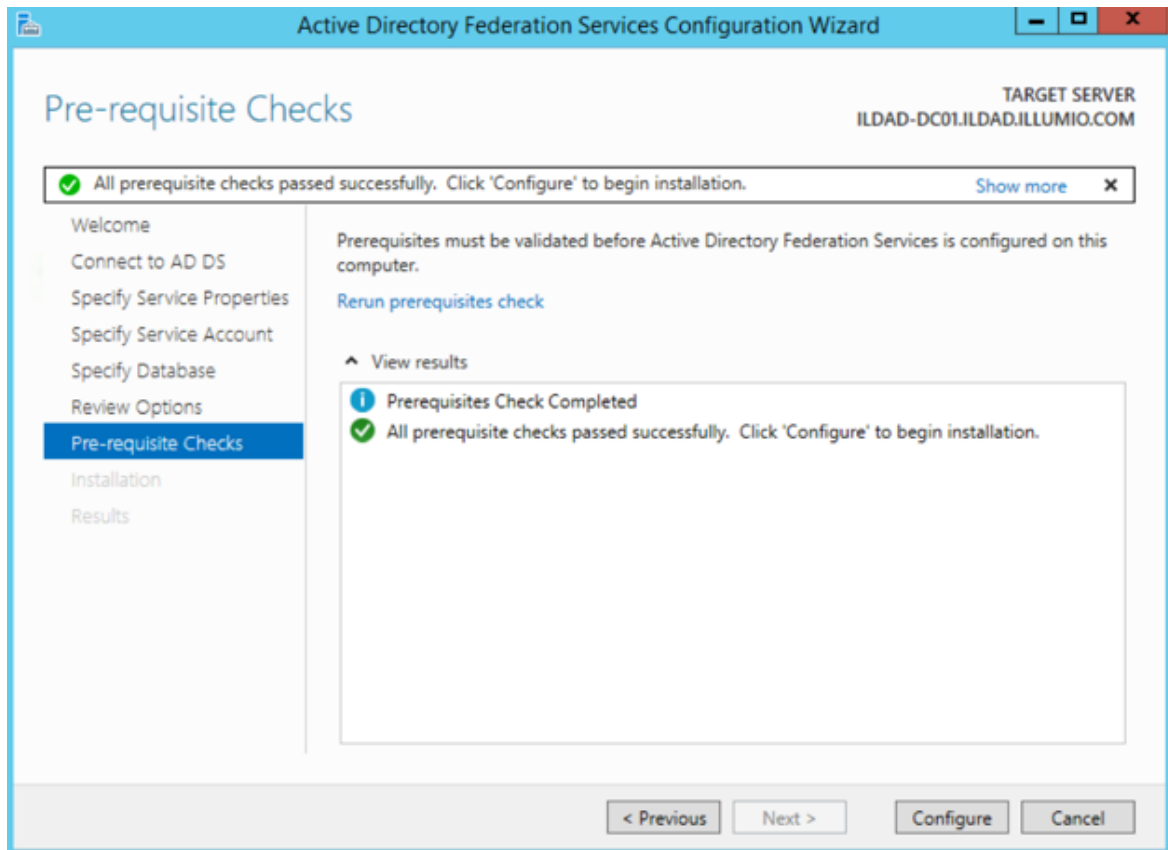 Active Directory Federation Services Configuration Wizard
Pre-requisite Checks
TARGET SERVER
ILDAD-DC01.ILDAD.ILLUMIO.COM
All prerequisite checks passed successfully. Click 'Configure' to begin installation.
Show more
Welcome
Connect to AD DS
Specify Service Properties
Specify Service Account
Specify Database
Review Options
Pre-requisite Checks
Installation
Results
Prerequisites must be validated before Active Directory Federation Services is configured on this
computer.
Rerun prerequisites check
View results
Prerequisites Check Completed
All prerequisite checks passed successfully. Click 'Configure' to begin installation.
< Previous
Next >
Configure
Cancel